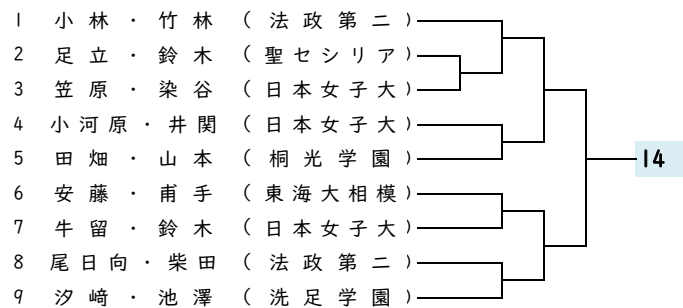 1 小林・竹林 (法政第二)
2 足立・鈴木 (聖セシリア)
3 笠原・染谷 (日本女子大)
4 小河原・井関 (日本女子大)
5 田畑・山本 (桐光学園)
14
6 安藤・甫手 (東海大相模)
7 牛留・鈴木 (日本女子大)
8 尾日向・柴田 (法政第二)
9 汐﨑・池澤 (洗足学園)